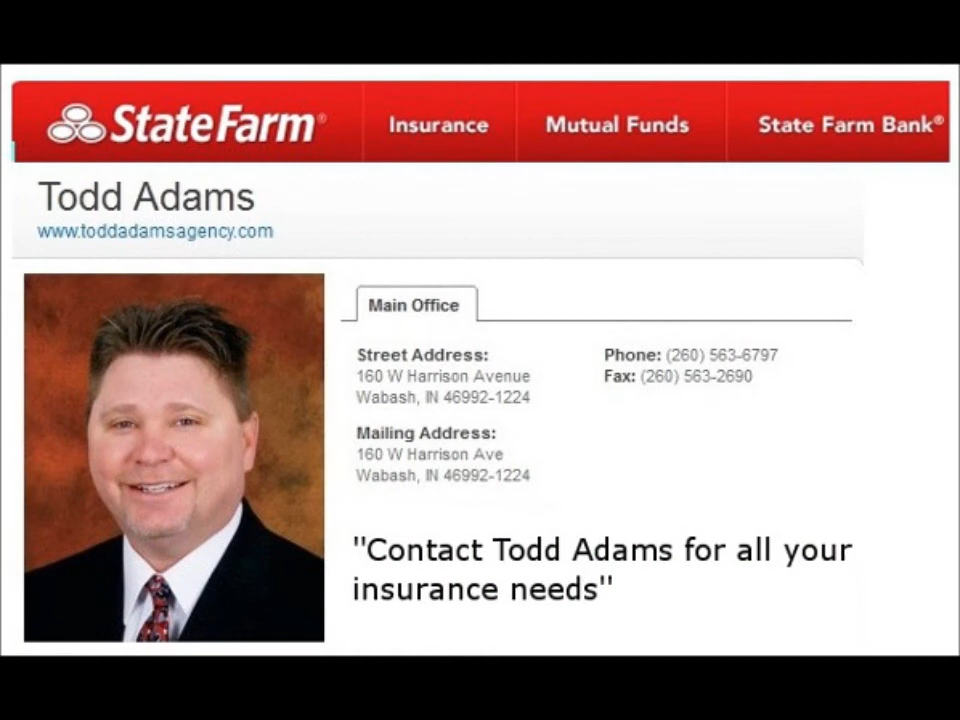 StateFarm®
Insurance
Mutual Funds
State Farm Bank®
Todd Adams
www.toddadamsagency.com
Main Office
Street Address:
160 W Harrison Avenue
Wabash, IN 46992-1224
Phone: (260) 563-6797
Fax: (260) 563-2690
Mailing Address:
160 W Harrison Ave
Wabash, IN 46992-1224
"Contact Todd Adams for all your
insurance needs"